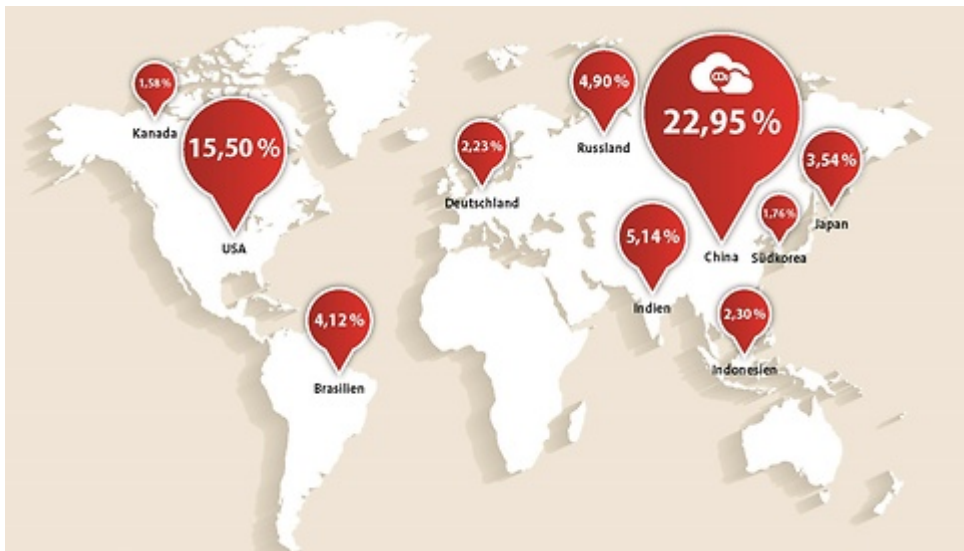 1,58 %
Kanada
15,50 %
USA
4,12 %
Brasilien
2,23 %
Deutschland
4,90 %
Russland
CO₂
22,95 %
China
5,14 %
Indien
1,76 %
Südkorea
3,54 %
Japan
2,30 %
Indonesien